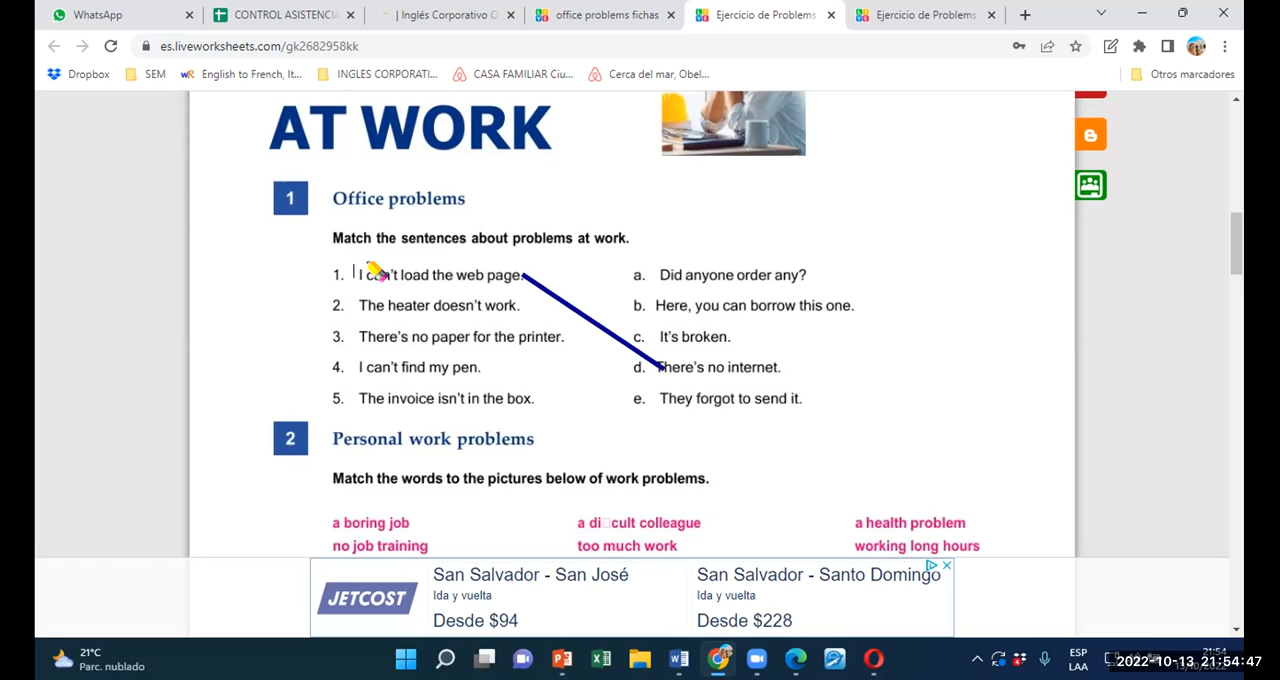 WhatsApp
CONTROL ASISTENCIA
| Inglés Corporativo O
office problems fichas
Ejercicio de Problems
Ejercicio de Problems
es.liveworksheets.com/gk2682958kk
Dropbox
SEM
English to French, It...
INGLES CORPORATI...
CASA FAMILIAR Ciu...
Cerca del mar, Obel...
Otros marcadores
AT WORK
1 Office problems
Match the sentences about problems at work.
1. I can't load the web page. a. Did anyone order any?
2. The heater doesn't work. b. Here, you can borrow this one.
3. There's no paper for the printer. c. It's broken.
4. I can't find my pen. d. There's no internet.
5. The invoice isn't in the box. e. They forgot to send it.
2 Personal work problems
Match the words to the pictures below of work problems.
a boring job a di cult colleague a health problem
no job training too much work working long hours
JETCOST
San Salvador - San José
Ida y vuelta
Desde $94
San Salvador - Santo Domingo
Ida y vuelta
Desde $228
21°C
Parc. nublado
ESP
LAA
21:54
2022-10-13 21:54:47